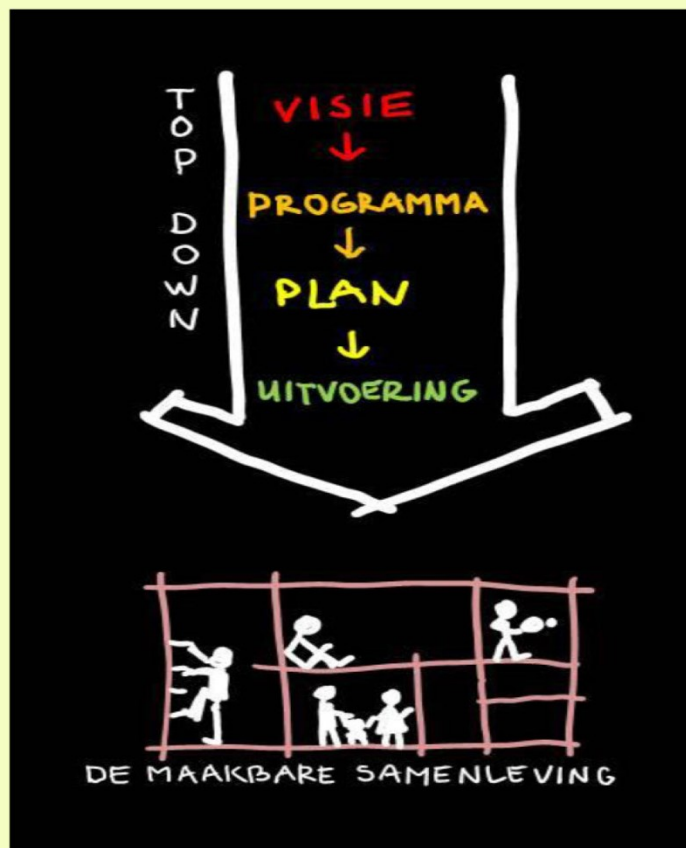 TOP DOWN
VISIE
↓
PROGRAMMA
↓
PLAN
↓
UITVOERING
DE MAAKBARE SAMENLEVING